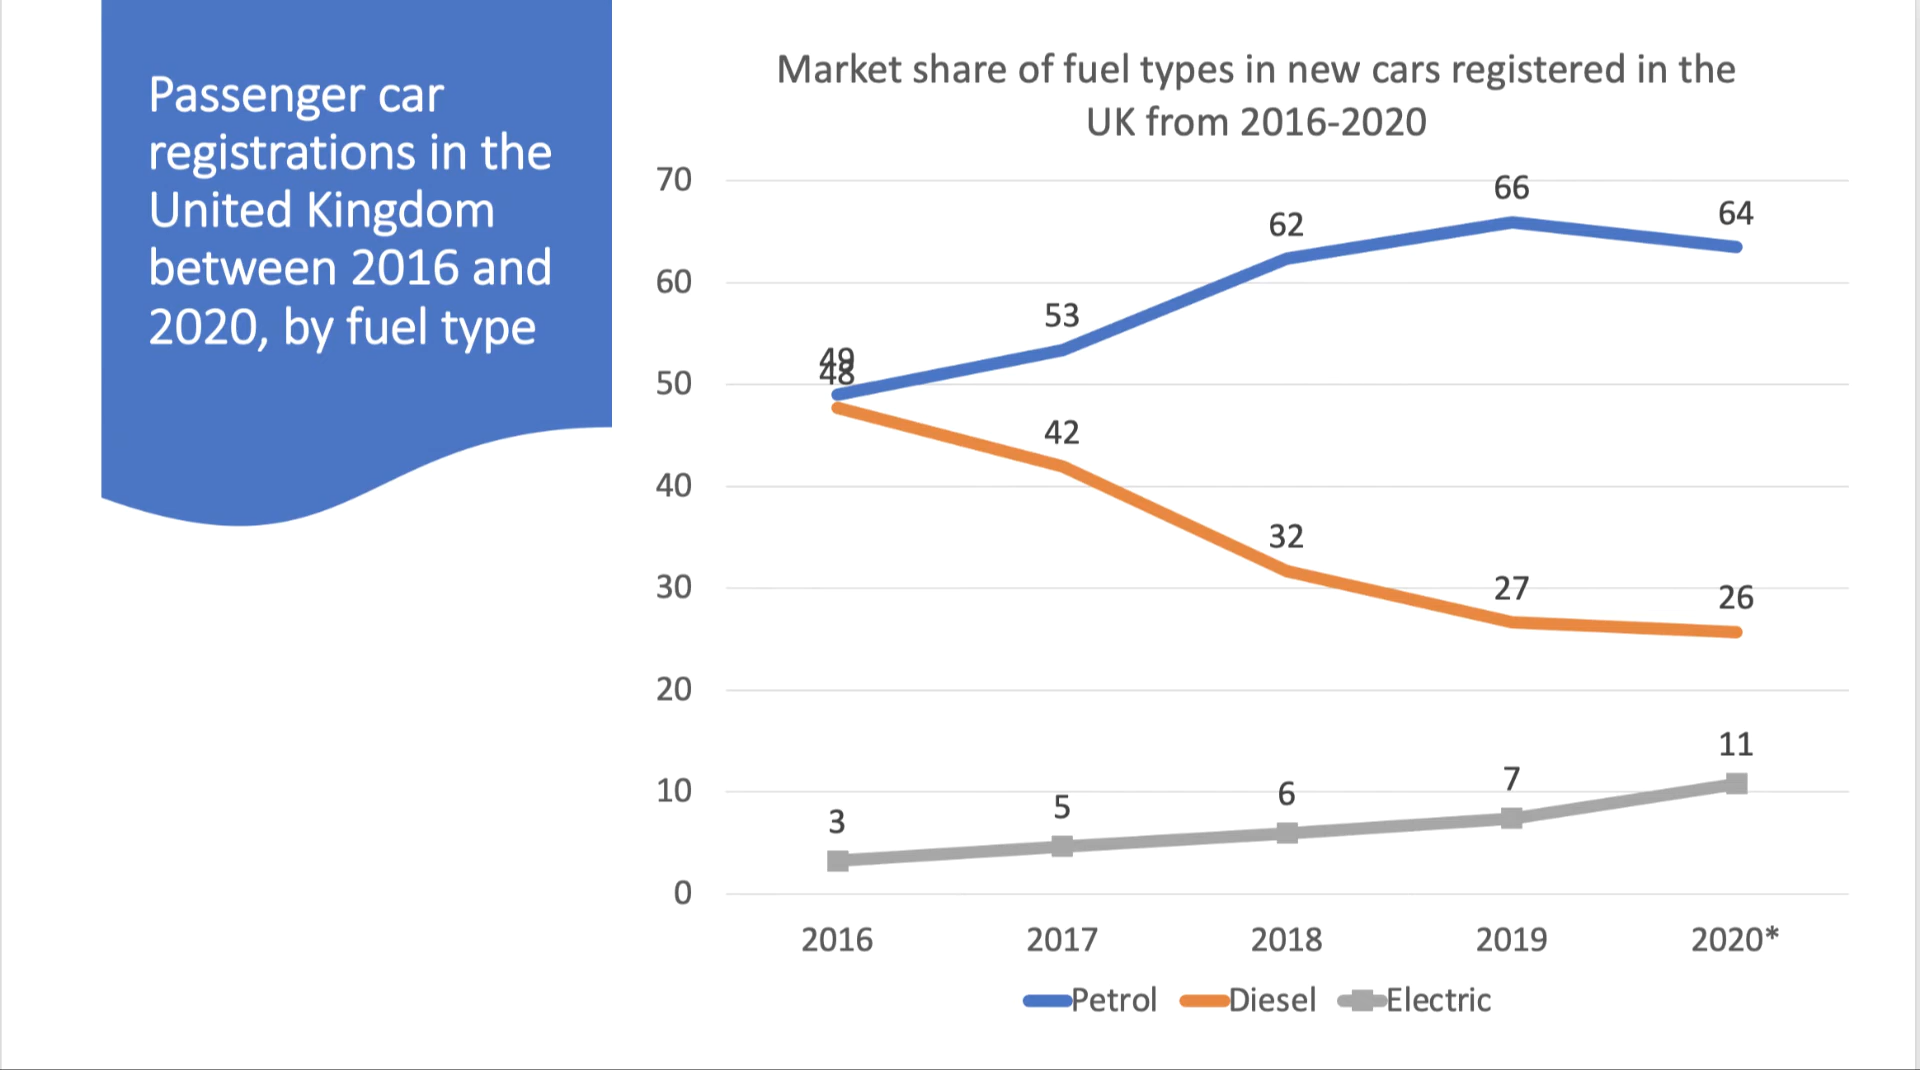 Passenger car
registrations in the
United Kingdom
between 2016 and
2020, by fuel type
Market share of fuel types in new cars registered in the
UK from 2016-2020
70
60
50
40
30
20
10
0
49
53
62
66
64
48
42
32
27
26
3
5
6
7
11
2016 2017 2018 2019 2020*
Petrol Diesel Electric